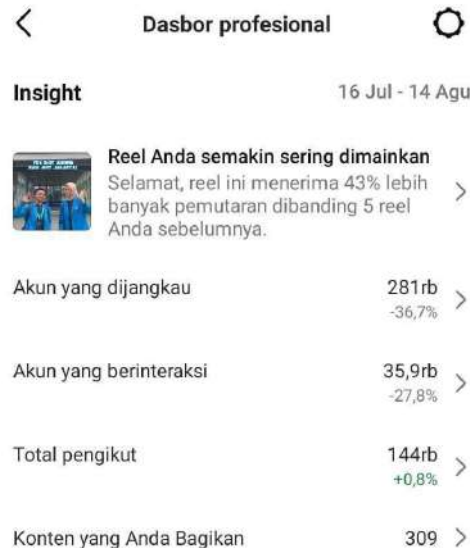 Dasbor profesional
Insight
16 Jul - 14 Agu
Reel Anda semakin sering dimainkan
Selamat, reel ini menerima 43% lebih
banyak pemutaran dibanding 5 reel
Anda sebelumnya.
Akun yang dijangkau
281rb
-36,7%
Akun yang berinteraksi
35,9rb
-27,8%
Total pengikut
144rb
+0,8%
Konten yang Anda Bagikan
309